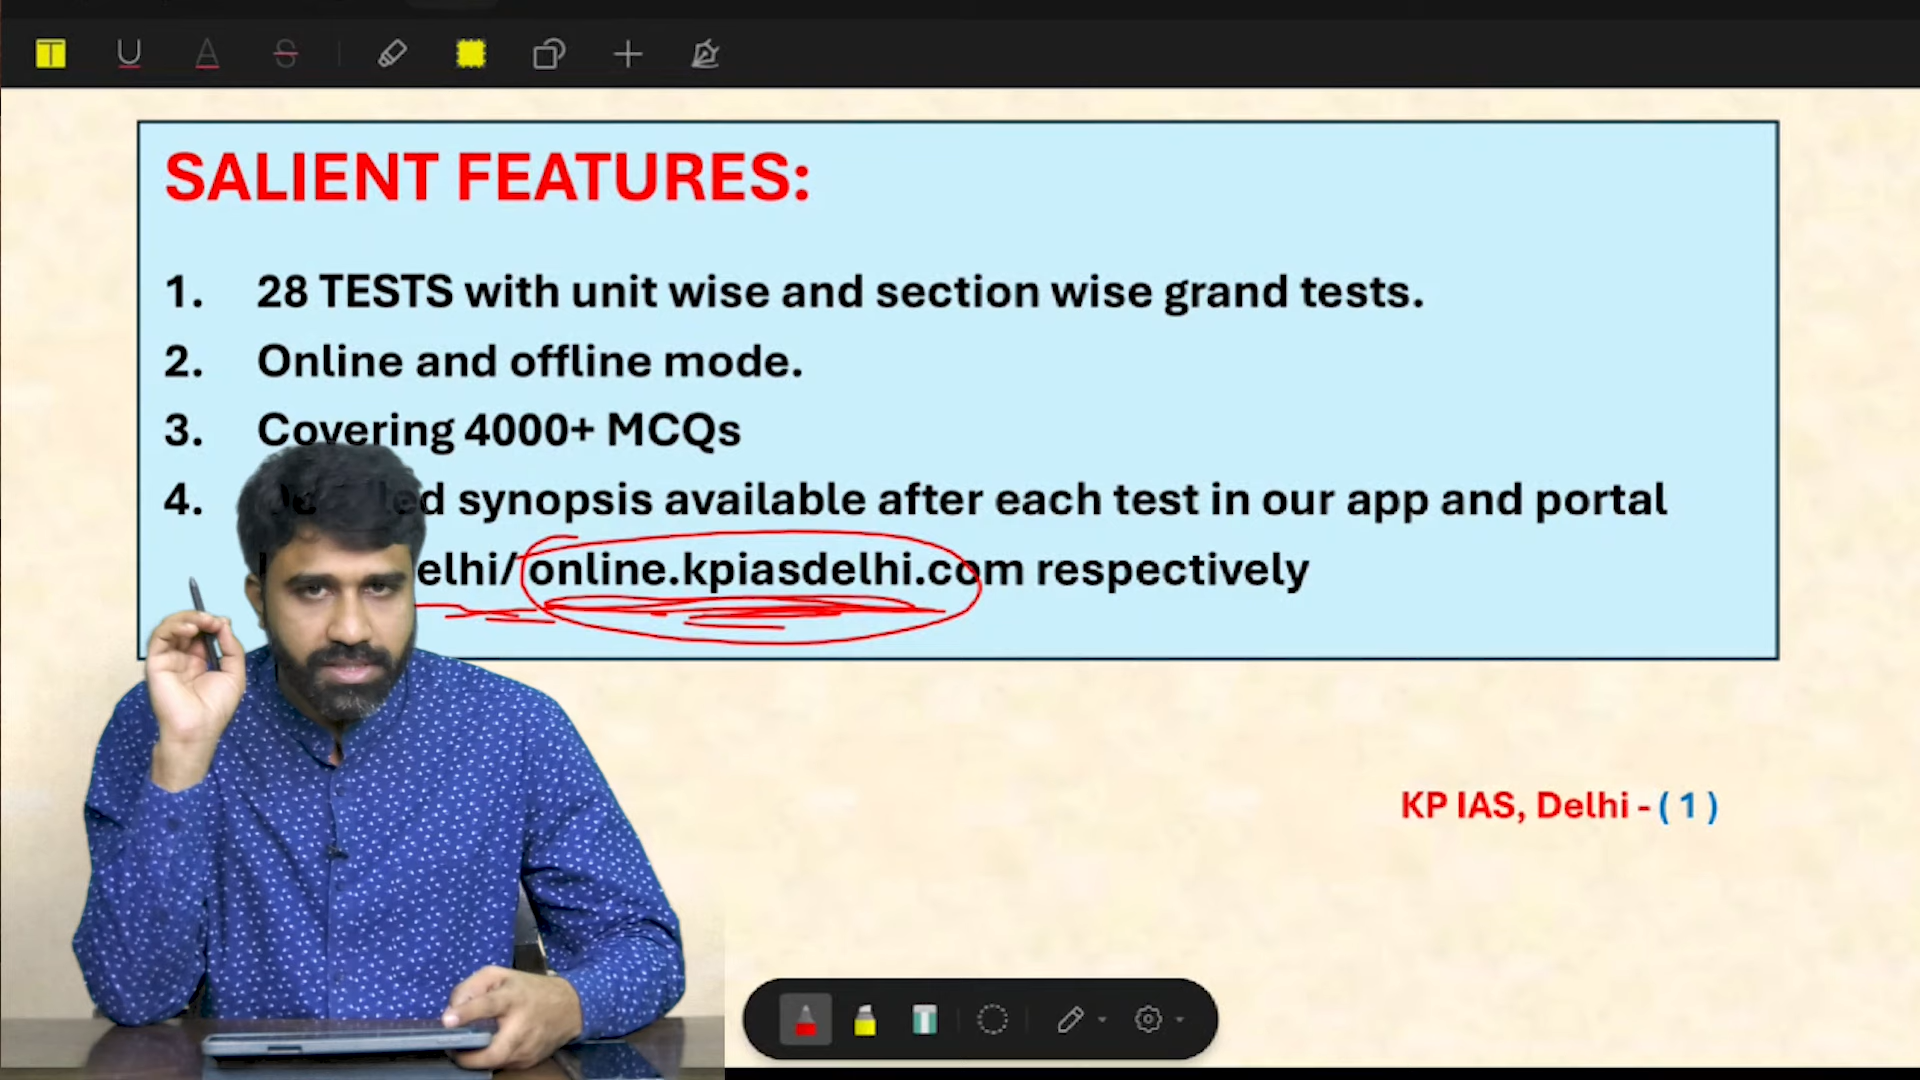 SALIENT FEATURES:
1. 28 TESTS with unit wise and section wise grand tests.
2. Online and offline mode.
3. Covering 4000+ MCQs
4. synopsis available after each test in our app and portal
online.kpiasdelhi.com respectively
KP IAS, Delhi - ( 1 )